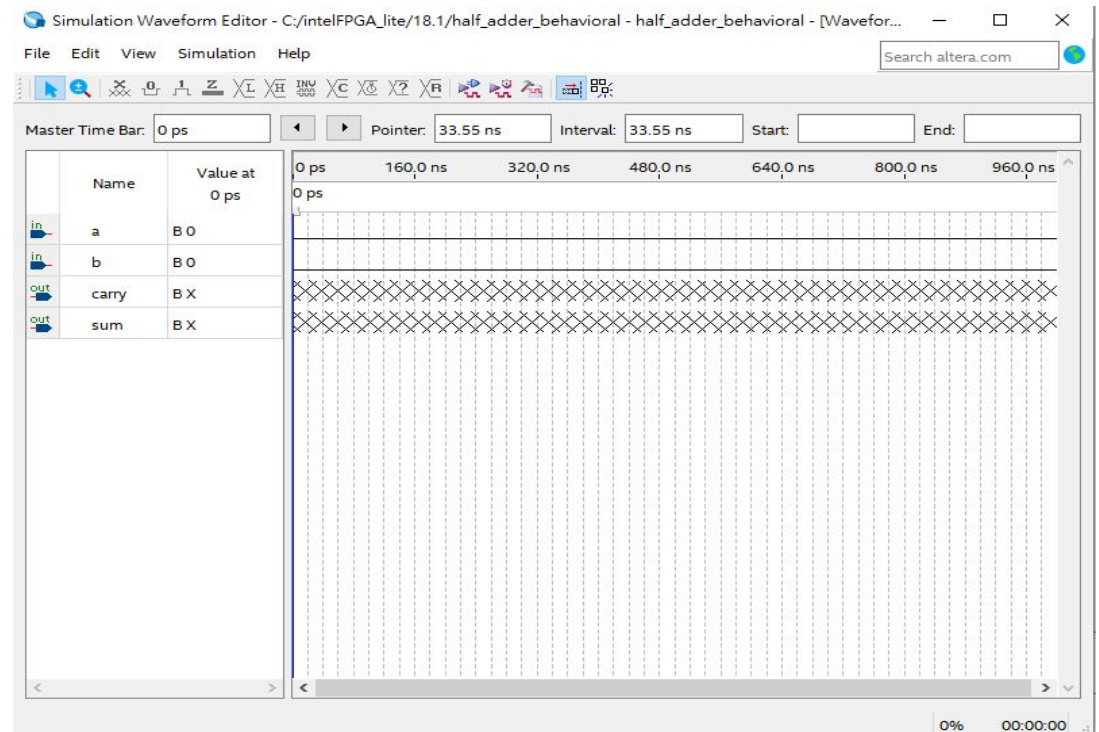 Simulation Waveform Editor - C:/intelFPGA_lite/18.1/half_adder_behavioral - half_adder_behavioral - [Wavefor...
File Edit View Simulation Help
Search altera.com
Master Time Bar: 0 ps Pointer: 33.55 ns Interval: 33.55 ns Start: End:
Name
Value at
0 ps
0 ps 160.0 ns 320.0 ns 480.0 ns 640.0 ns 800.0 ns 960.0 ns
0 ps
in a B 0
in b B 0
out carry B X
out sum B X
0% 00:00:00